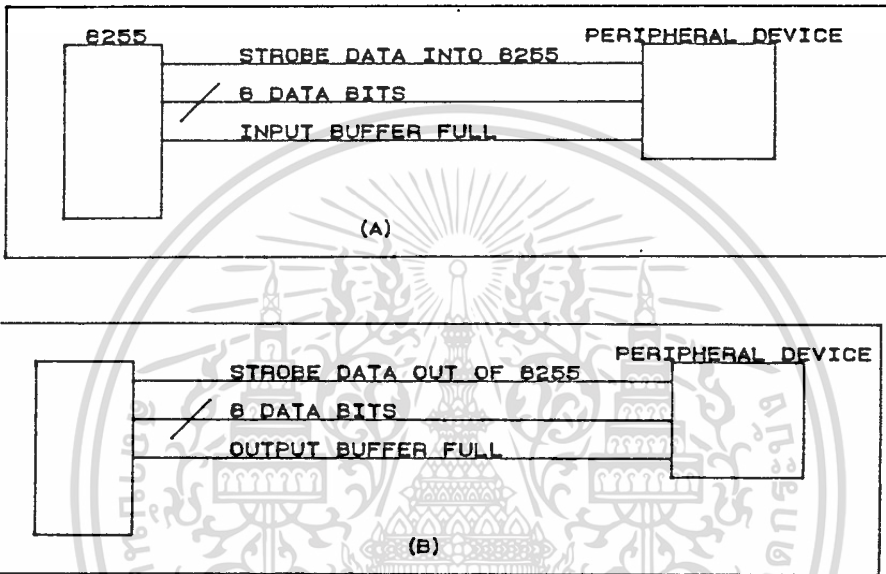 8255
PERIPHERAL DEVICE
STROBE DATA INTO 8255
8 DATA BITS
INPUT BUFFER FULL
(A)
PERIPHERAL DEVICE
STROBE DATA OUT OF 8255
8 DATA BITS
OUTPUT BUFFER FULL
(B)